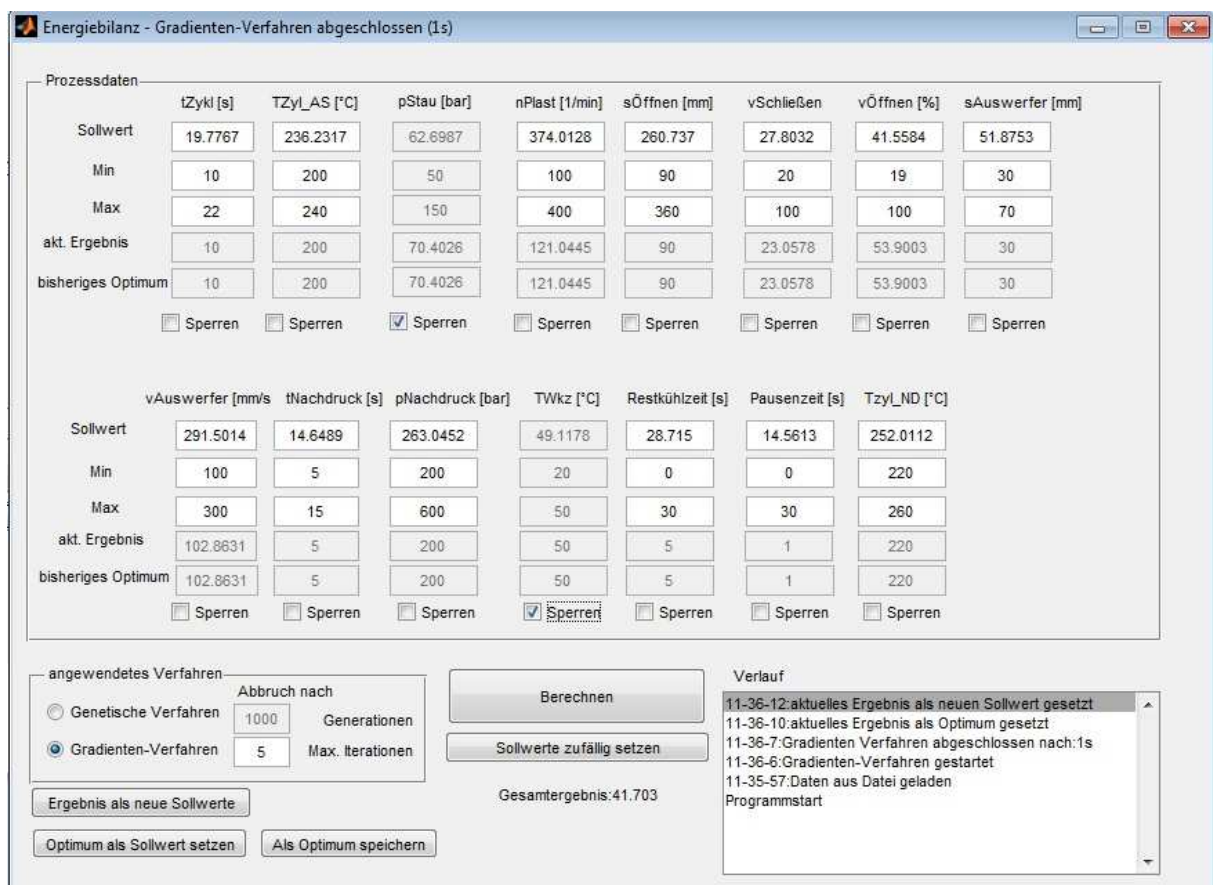 Energiebilanz - Gradienten-Verfahren abgeschlossen (1s)
Prozessdaten
tZykl [s] TZyl_AS [°C] pStau [bar] nPlast [1/min] sÖffnen [mm] vSchließen vÖffnen [%] sAuswerfer [mm]
Sollwert 19.7767 236.2317 62.6987 374.0128 260.737 27.8032 41.5584 51.8753
Min 10 200 50 100 90 20 19 30
Max 22 240 150 400 360 100 100 70
akt. Ergebnis 10 200 70.4026 121.0445 90 23.0578 53.9003 30
bisheriges Optimum 10 200 70.4026 121.0445 90 23.0578 53.9003 30
Sperren Sperren Sperren Sperren Sperren Sperren Sperren Sperren
vAuswerfer [mm/s tNachdruck [s] pNachdruck [bar] TWkz [°C] Restkühlzeit [s] Pausenzeit [s] Tzyl_ND [°C]
Sollwert 291.5014 14.6489 263.0452 49.1178 28.715 14.5613 252.0112
Min 100 5 200 20 0 0 220
Max 300 15 600 50 30 30 260
akt. Ergebnis 102.8631 5 200 50 5 1 220
bisheriges Optimum 102.8631 5 200 50 5 1 220
Sperren Sperren Sperren Sperren Sperren Sperren Sperren
angewendetes Verfahren
Abbruch nach
Genetische Verfahren 1000 Generationen
Gradienten-Verfahren 5 Max. Iterationen
Ergebnis als neue Sollwerte
Optimum als Sollwert setzen Als Optimum speichern
Berechnen
Sollwerte zufällig setzen
Gesamtergebnis:41.703
Verlauf
11-36-12:aktuelles Ergebnis als neuen Sollwert gesetzt
11-36-10:aktuelles Ergebnis als Optimum gesetzt
11-36-7:Gradienten Verfahren abgeschlossen nach:1s
11-36-6:Gradienten-Verfahren gestartet
11-35-57:Daten aus Datei geladen
Programmstart